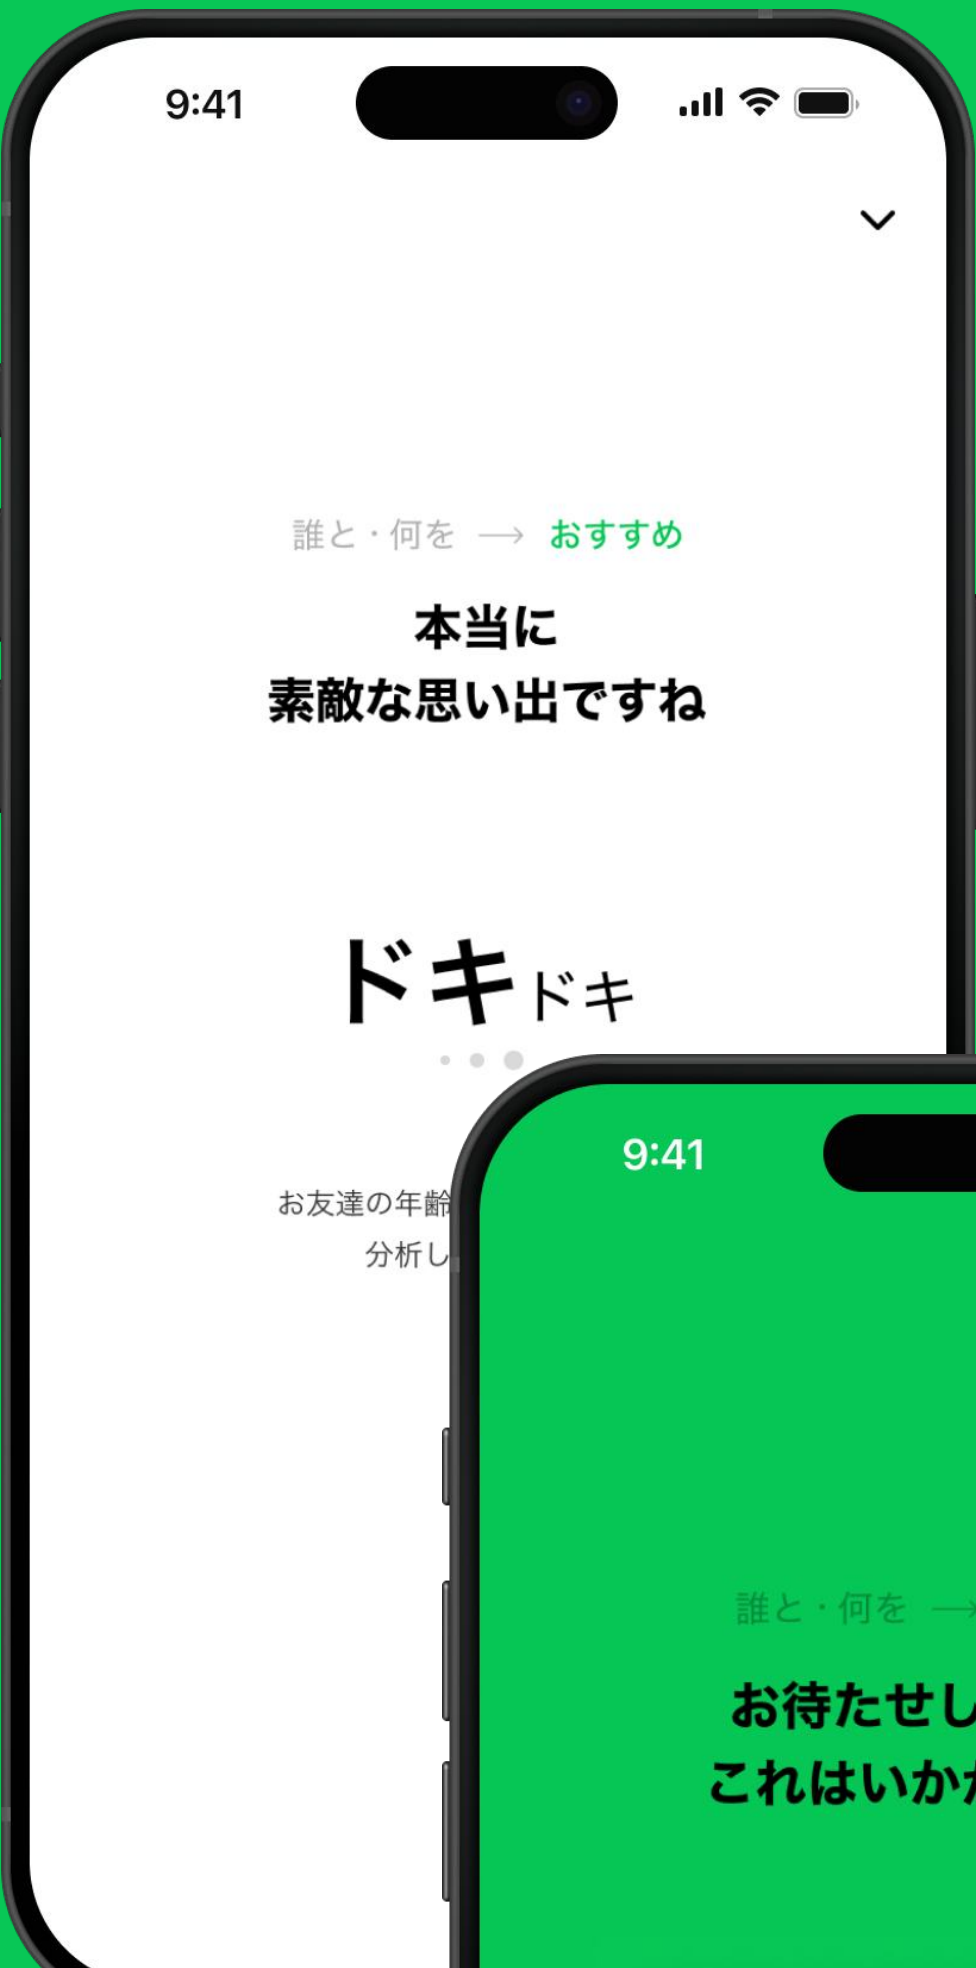 9:41
誰と・何を → おすすめ
本当に
素敵な思い出ですね
ドキドキ
お友達の年齢
分析し
9:41
誰と・何を →
お待たせし
これはいか